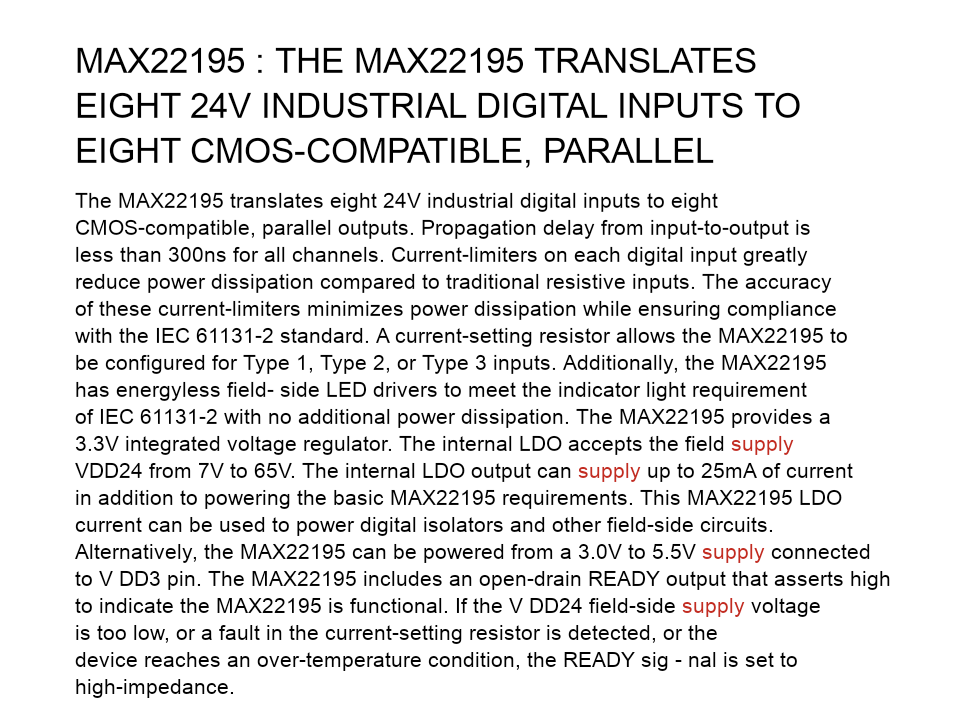 MAX22195 : THE MAX22195 TRANSLATES
EIGHT 24V INDUSTRIAL DIGITAL INPUTS TO
EIGHT CMOS-COMPATIBLE, PARALLEL
The MAX22195 translates eight 24V industrial digital inputs to eight
CMOS-compatible, parallel outputs. Propagation delay from input-to-output is
less than 300ns for all channels. Current-limiters on each digital input greatly
reduce power dissipation compared to traditional resistive inputs. The accuracy
of these current-limiters minimizes power dissipation while ensuring compliance
with the IEC 61131-2 standard. A current-setting resistor allows the MAX22195 to
be configured for Type 1, Type 2, or Type 3 inputs. Additionally, the MAX22195
has energyless field- side LED drivers to meet the indicator light requirement
of IEC 61131-2 with no additional power dissipation. The MAX22195 provides a
3.3V integrated voltage regulator. The internal LDO accepts the field supply
VDD24 from 7V to 65V. The internal LDO output can supply up to 25mA of current
in addition to powering the basic MAX22195 requirements. This MAX22195 LDO
current can be used to power digital isolators and other field-side circuits.
Alternatively, the MAX22195 can be powered from a 3.0V to 5.5V supply connected
to V DD3 pin. The MAX22195 includes an open-drain READY output that asserts high
to indicate the MAX22195 is functional. If the V DD24 field-side supply voltage
is too low, or a fault in the current-setting resistor is detected, or the
device reaches an over-temperature condition, the READY sig - nal is set to
high-impedance.